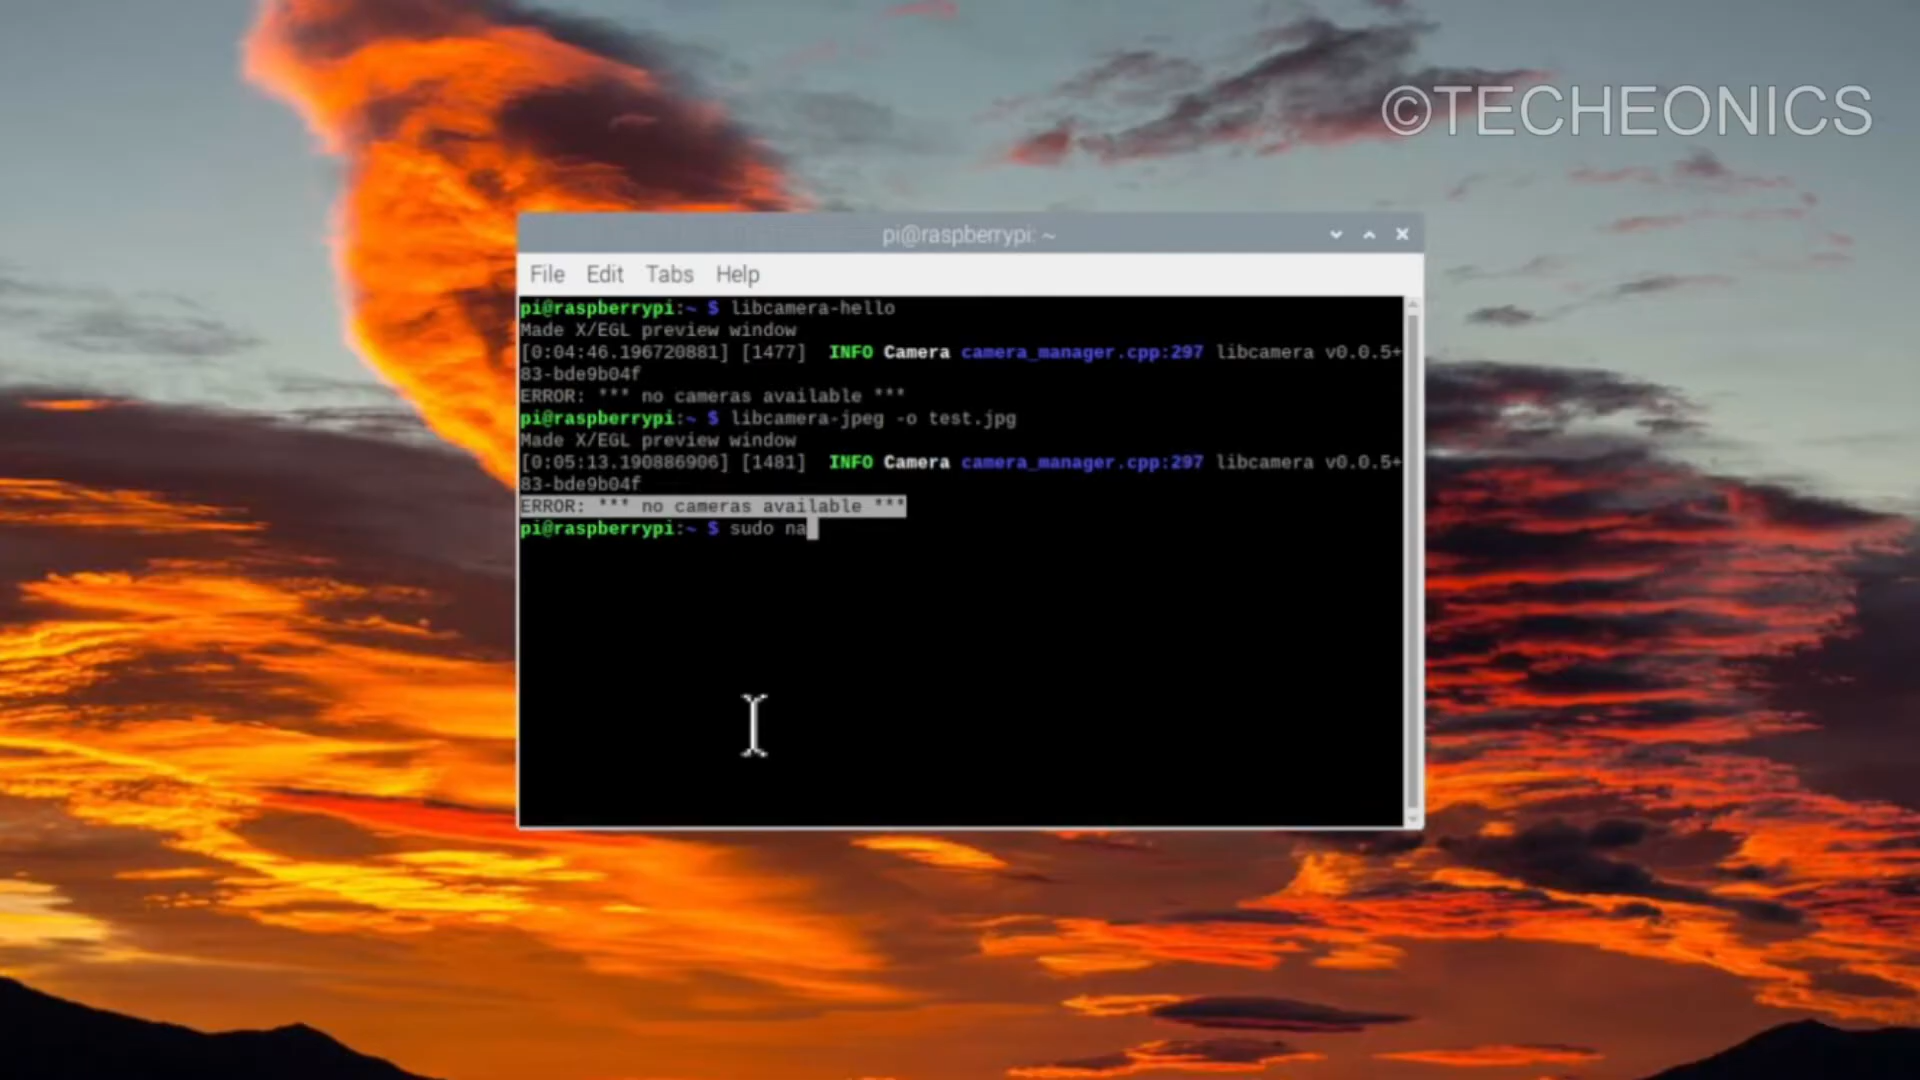 ©TECHEONICS
pi@raspberrypi: ~
File Edit Tabs Help
pi@raspberrypi:~ $ libcamera-hello
Made X/EGL preview window
[0:04:46.196720881] [1477]  INFO Camera camera_manager.cpp:297 libcamera v0.0.5+
83-bde9b04f
ERROR: *** no cameras available ***
pi@raspberrypi:~ $ libcamera-jpeg -o test.jpg
Made X/EGL preview window
[0:05:13.190886906] [1481]  INFO Camera camera_manager.cpp:297 libcamera v0.0.5+
83-bde9b04f
ERROR: *** no cameras available ***
pi@raspberrypi:~ $ sudo na